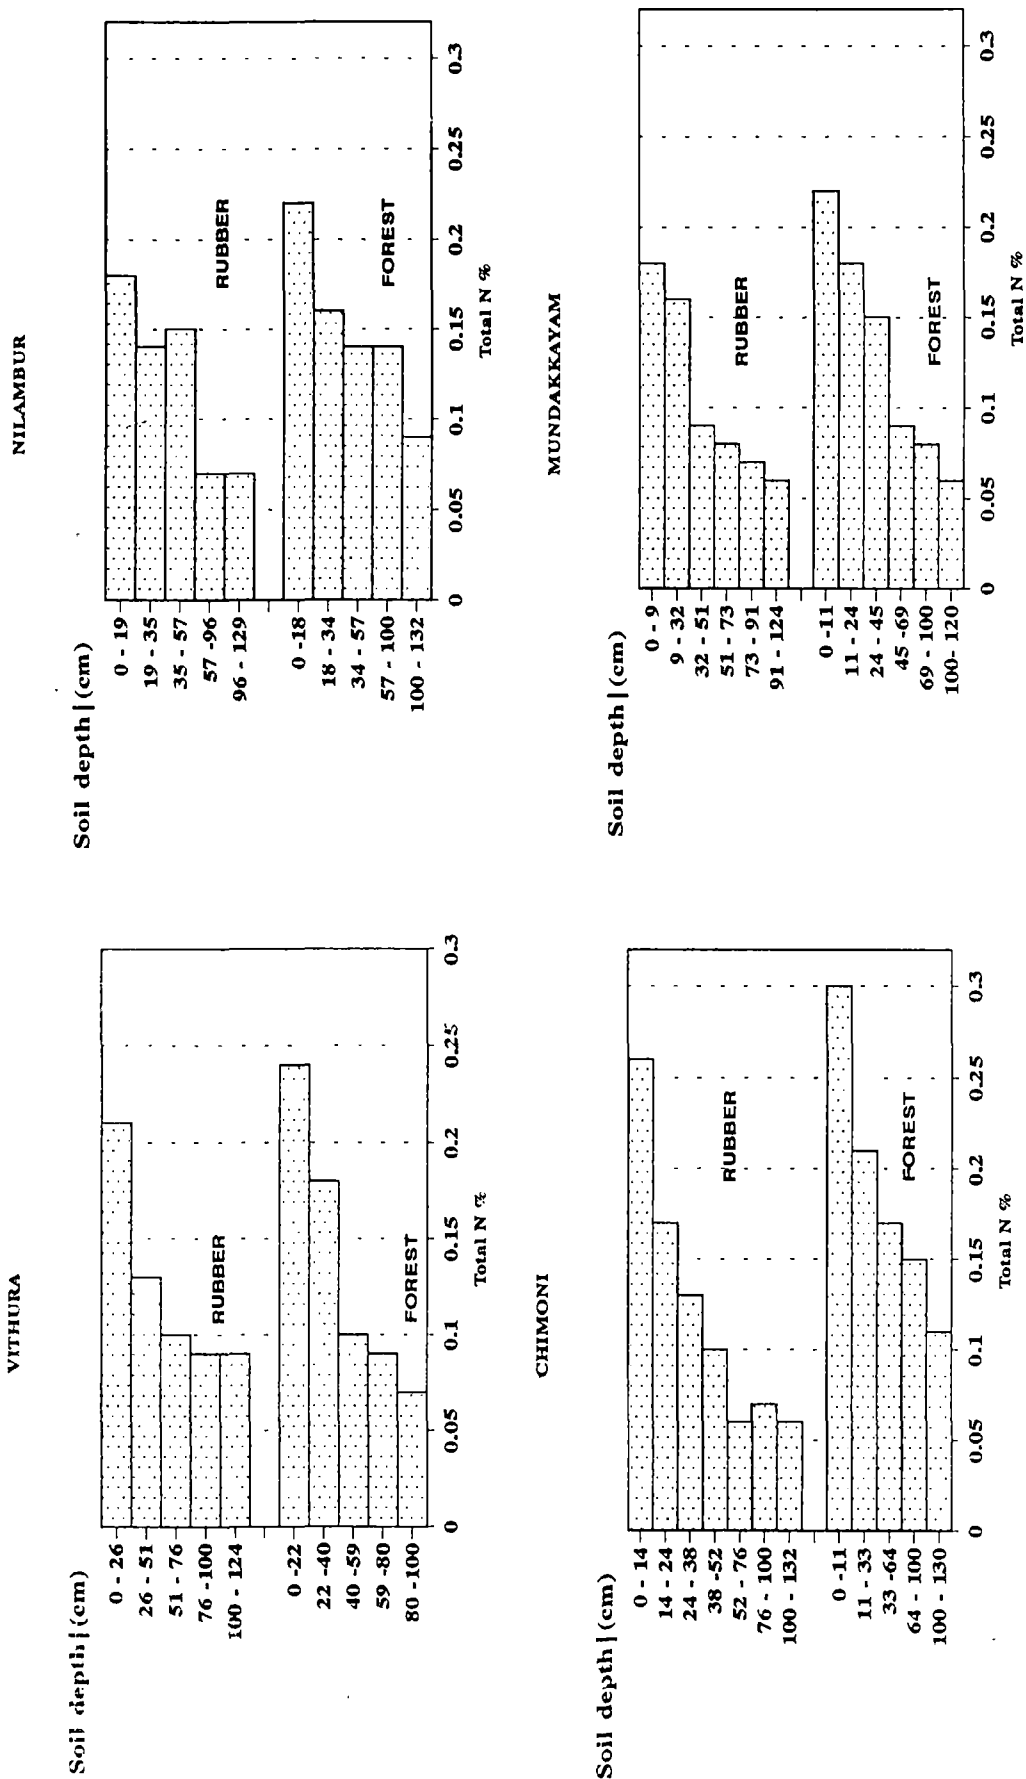 VITHURA
Soil depth (cm)
0 - 26
26 - 51
51 - 76
76 - 100
100 - 124
RUBBER
0 - 22
22 - 40
40 - 59
59 - 80
80 - 100
FOREST
0 0.05 0.1 0.15 0.2 0.25 0.3
Total N %
NILAMBUR
Soil depth (cm)
0 - 19
19 - 35
35 - 57
57 - 96
96 - 129
RUBBER
0 - 18
18 - 34
34 - 57
57 - 100
100 - 132
FOREST
0 0.05 0.1 0.15 0.2 0.25 0.3
Total N %
CHIMONI
Soil depth (cm)
0 - 14
14 - 24
24 - 38
38 - 52
52 - 76
76 - 100
100 - 132
RUBBER
0 - 11
11 - 33
33 - 64
64 - 100
100 - 130
FOREST
0 0.05 0.1 0.15 0.2 0.25 0.3
Total N %
MUNDAKKAYAM
Soil depth (cm)
0 - 9
9 - 32
32 - 51
51 - 73
73 - 91
91 - 124
RUBBER
0 - 11
11 - 24
24 - 45
45 - 69
69 - 100
100 - 120
FOREST
0 0.05 0.1 0.15 0.2 0.25 0.3
Total N %